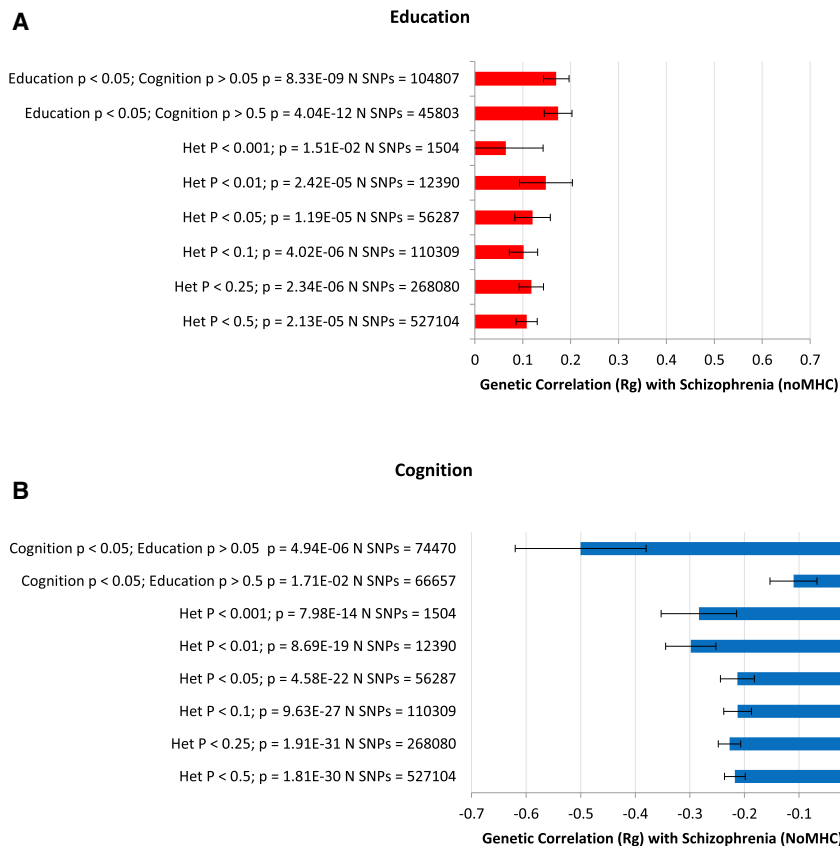 Education
A
Education p < 0.05; Cognition p > 0.05 p = 8.33E-09 N SNPs = 104807
Education p < 0.05; Cognition p > 0.5 p = 4.04E-12 N SNPs = 45803
Het P < 0.001; p = 1.51E-02 N SNPs = 1504
Het P < 0.01; p = 2.42E-05 N SNPs = 12390
Het P < 0.05; p = 1.19E-05 N SNPs = 56287
Het P < 0.1; p = 4.02E-06 N SNPs = 110309
Het P < 0.25; p = 2.34E-06 N SNPs = 268080
Het P < 0.5; p = 2.13E-05 N SNPs = 527104
0 0.1 0.2 0.3 0.4 0.5 0.6 0.7
Genetic Correlation (Rg) with Schizophrenia (noMHC)
Cognition
B
Cognition p < 0.05; Education p > 0.05 p = 4.94E-06 N SNPs = 74470
Cognition p < 0.05; Education p > 0.5 p = 1.71E-02 N SNPs = 66657
Het P < 0.001; p = 7.98E-14 N SNPs = 1504
Het P < 0.01; p = 8.69E-19 N SNPs = 12390
Het P < 0.05; p = 4.58E-22 N SNPs = 56287
Het P < 0.1; p = 9.63E-27 N SNPs = 110309
Het P < 0.25; p = 1.91E-31 N SNPs = 268080
Het P < 0.5; p = 1.81E-30 N SNPs = 527104
-0.7 -0.6 -0.5 -0.4 -0.3 -0.2 -0.1
Genetic Correlation (Rg) with Schizophrenia (NoMHC)